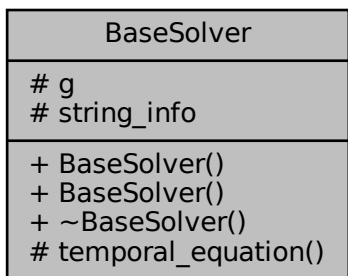 BaseSolver
# g
# string_info
+ BaseSolver()
+ BaseSolver()
+ ~BaseSolver()
# temporal_equation()